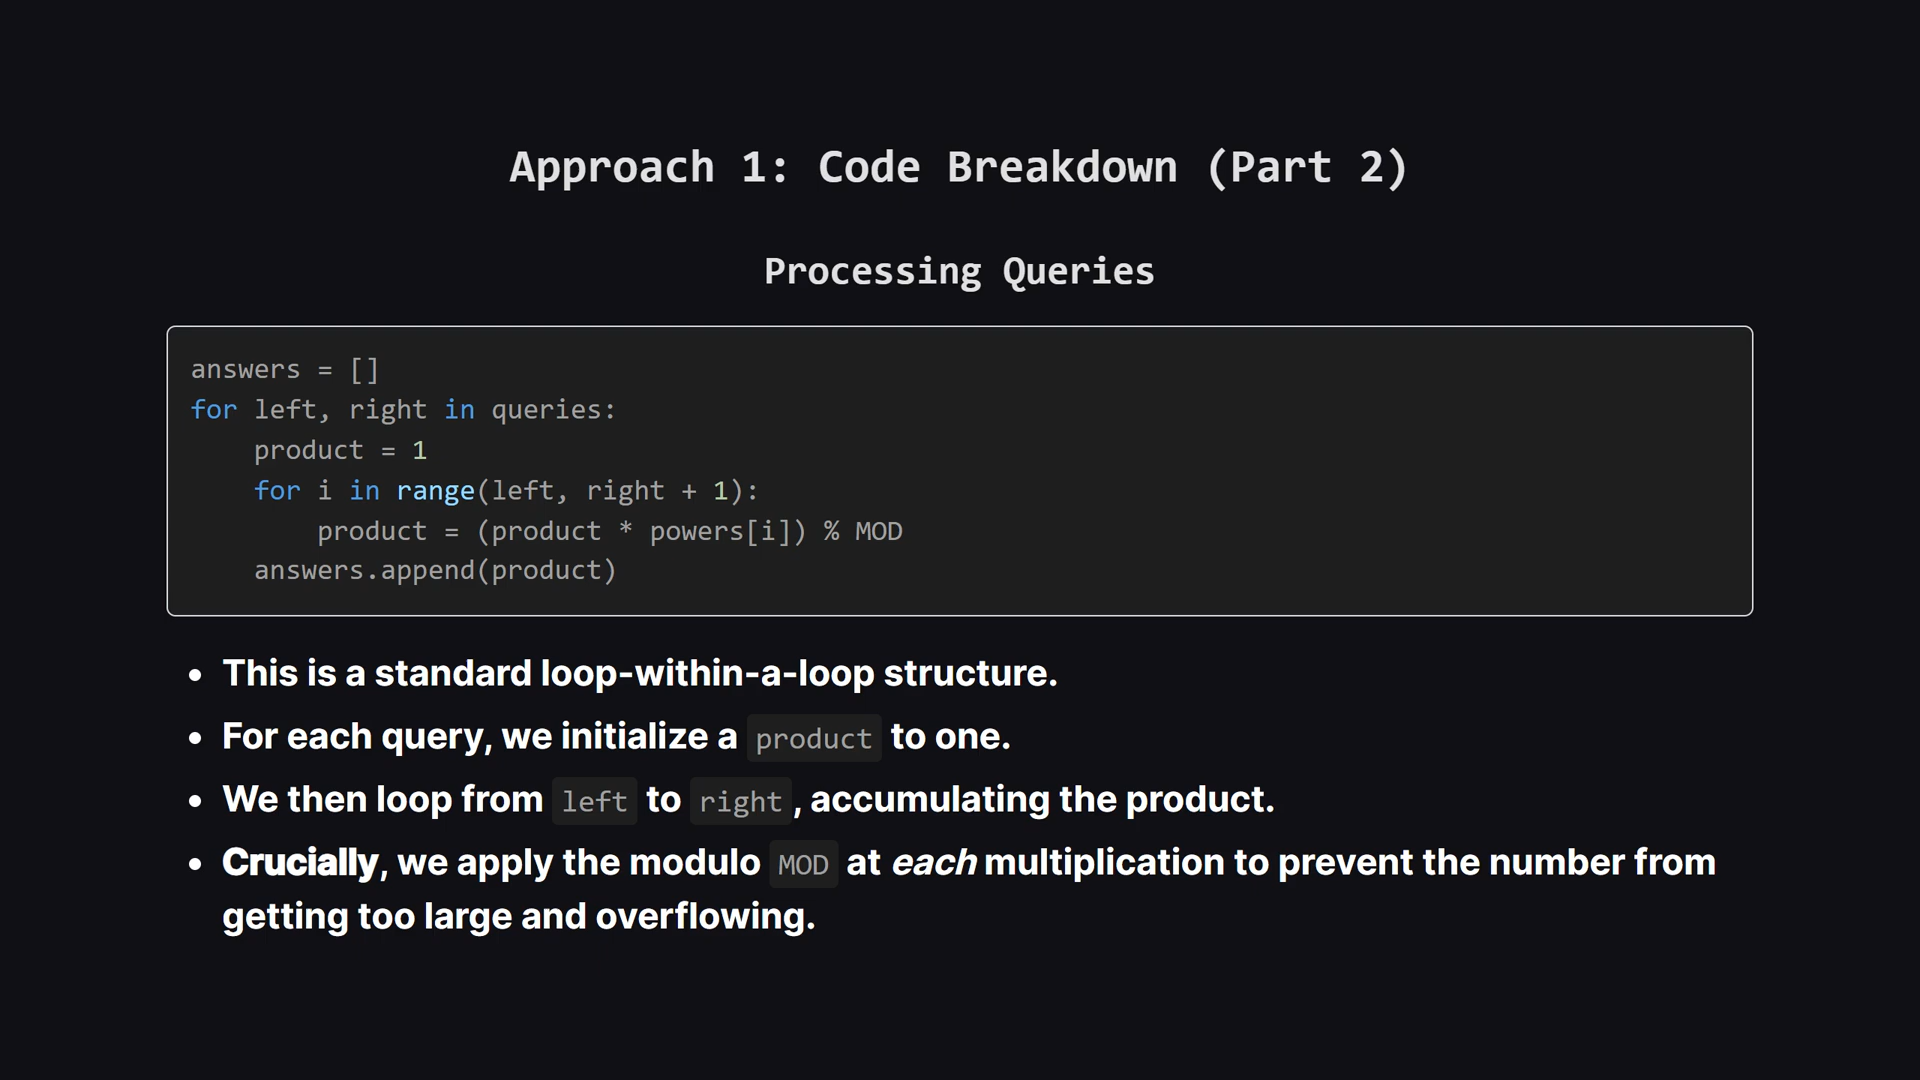 Approach 1: Code Breakdown (Part 2)
Processing Queries
answers = []
for left, right in queries:
    product = 1
    for i in range(left, right + 1):
        product = (product * powers[i]) % MOD
    answers.append(product)
• This is a standard loop-within-a-loop structure.
• For each query, we initialize a product to one.
• We then loop from left to right, accumulating the product.
• Crucially, we apply the modulo MOD at each multiplication to prevent the number from
getting too large and overflowing.